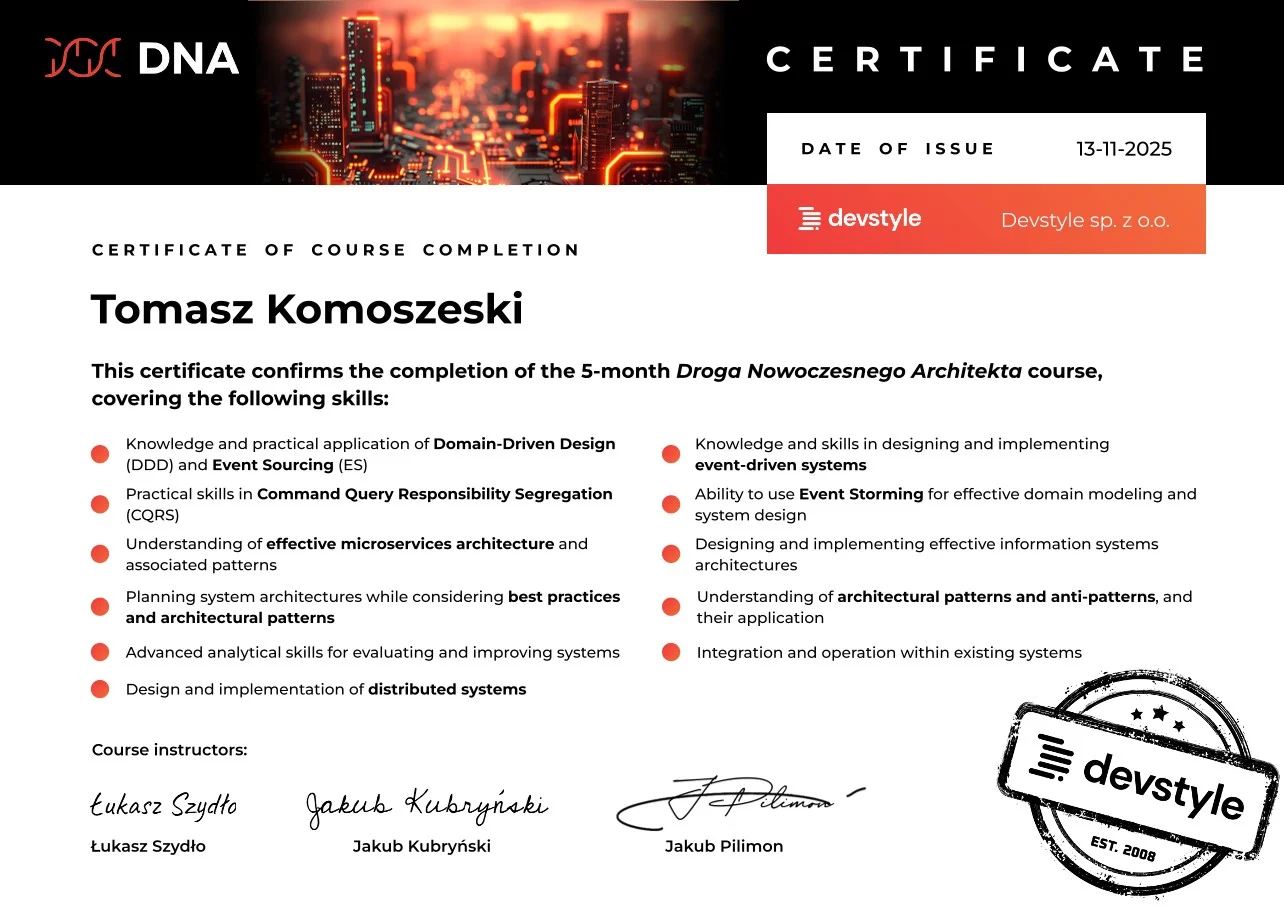 DNA
CERTIFICATE
DATE OF ISSUE 13-11-2025
devstyle Devstyle sp. z o.o.
CERTIFICATE OF COURSE COMPLETION
Tomasz Komoszeski
This certificate confirms the completion of the 5-month Droga Nowoczesnego Architekta course,
covering the following skills:
Knowledge and practical application of Domain-Driven Design
(DDD) and Event Sourcing (ES)
Practical skills in Command Query Responsibility Segregation
(CQRS)
Understanding of effective microservices architecture and
associated patterns
Planning system architectures while considering best practices
and architectural patterns
Advanced analytical skills for evaluating and improving systems
Design and implementation of distributed systems
Knowledge and skills in designing and implementing
event-driven systems
Ability to use Event Storming for effective domain modeling and
system design
Designing and implementing effective information systems
architectures
Understanding of architectural patterns and anti-patterns, and
their application
Integration and operation within existing systems
Course instructors:
Łukasz Szydło
Łukasz Szydło
Jakub Kubryński
Jakub Kubryński
J Pilimon
Jakub Pilimon
devstyle
EST. 2008